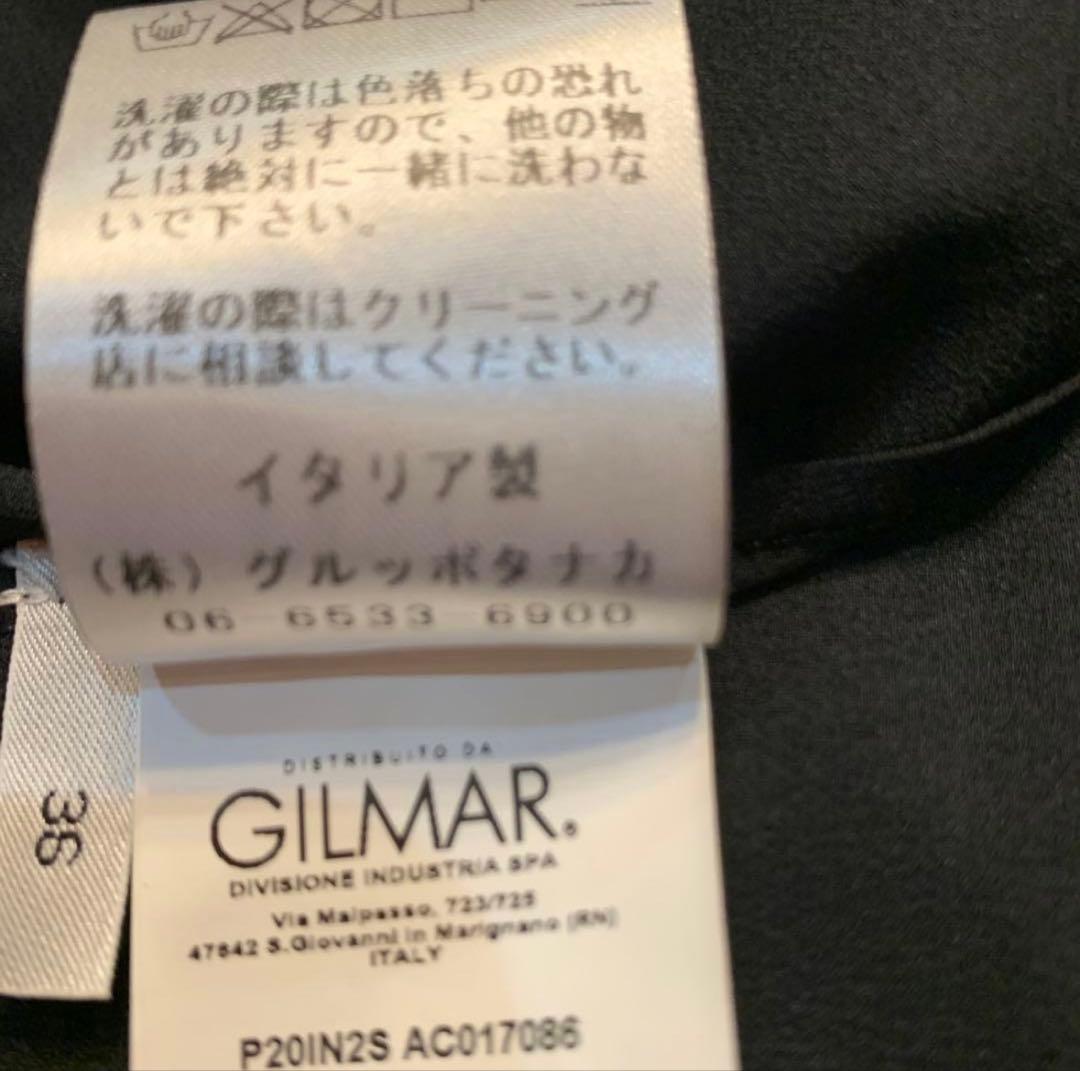 洗濯の際は色落ちの恐れ
がありますので、他の物
とは絶対に一緒に洗わな
いで下さい。
洗濯の際はクリーニング
店に相談してください。
イタリア製
(株)グルッポタナカ
06 6533 6900
DISTRIBUITO DA
GILMAR®
DIVISIONE INDUSTRIA SPA
Via Malpasso, 723/725
47842 S.Giovanni in Marignano (RN)
ITALY
P20IN2S AC017086
36